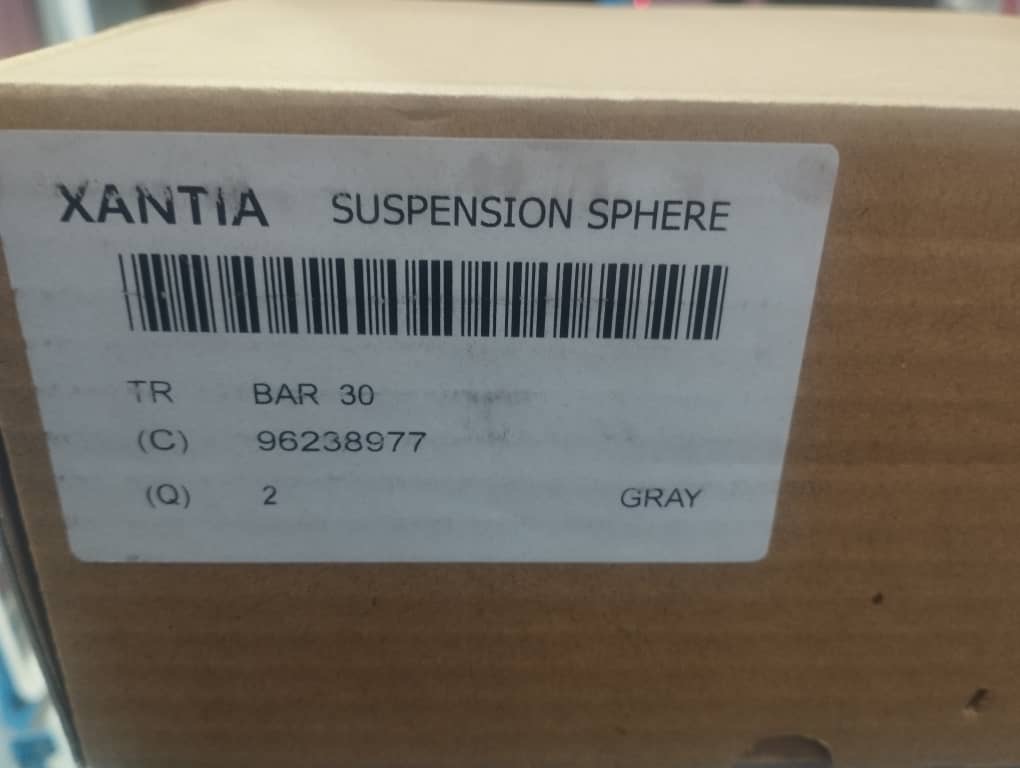 XANTIA SUSPENSION SPHERE
TR BAR 30
(C) 96238977
(Q) 2 GRAY